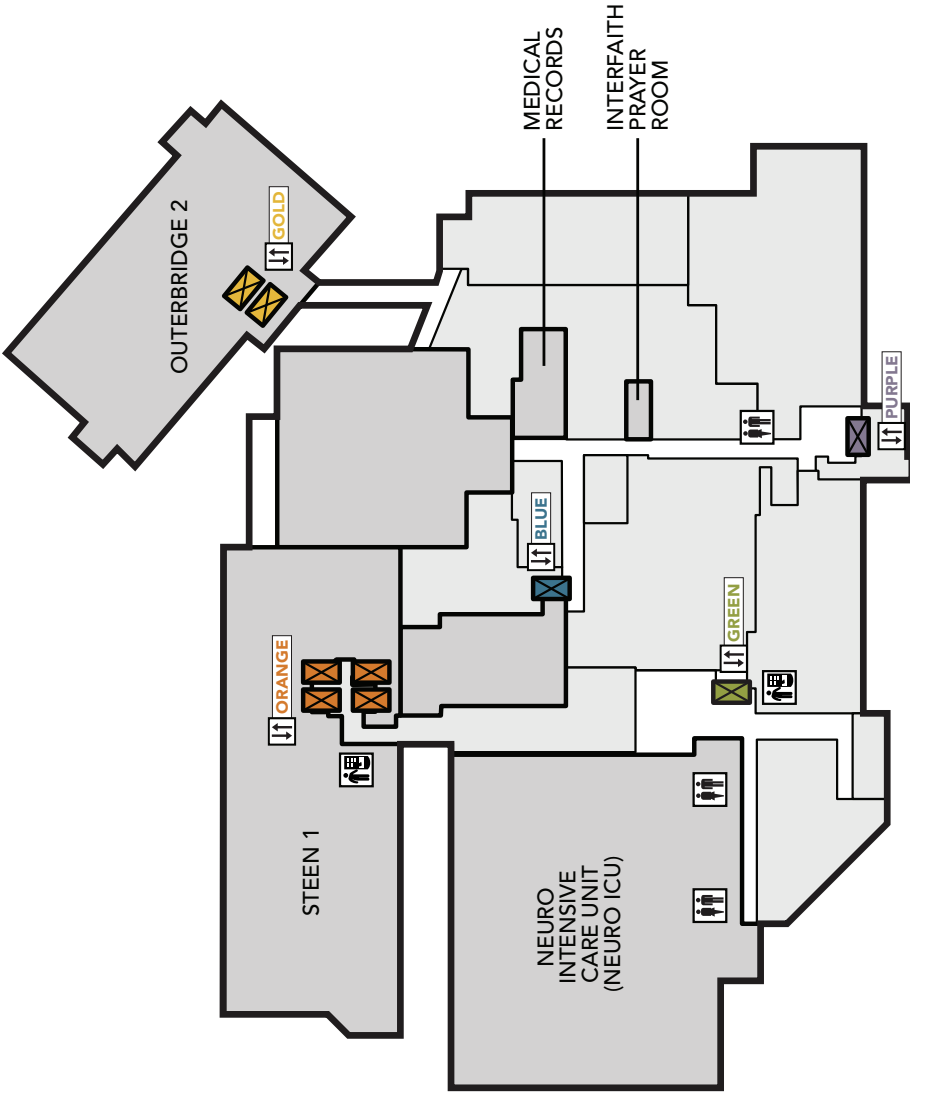 MEDICAL
RECORDS
INTERFAITH
PRAYER
ROOM
OUTERBRIDGE 2
GOLD
PURPLE
BLUE
GREEN
ORANGE
STEEN 1
NEURO
INTENSIVE
CARE UNIT
(NEURO ICU)